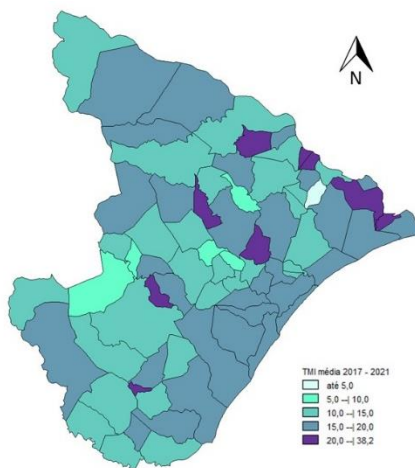 N
TMI média 2017 - 2021
até 5,0
5,0 --| 10,0
10,0 --| 15,0
15,0 --| 20,0
20,0 --| 38,2